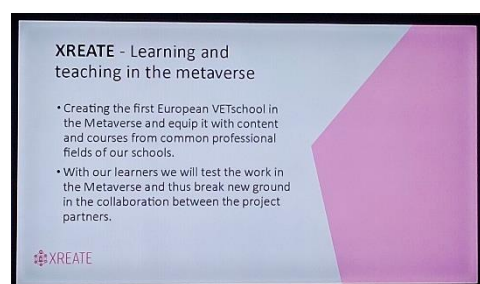 XREATE - Learning and
teaching in the metaverse
• Creating the first European VETschool in
the Metaverse and equip it with content
and courses from common professional
fields of our schools.
• With our learners we will test the work in
the Metaverse and thus break new ground
in the collaboration between the project
partners.
XREATE